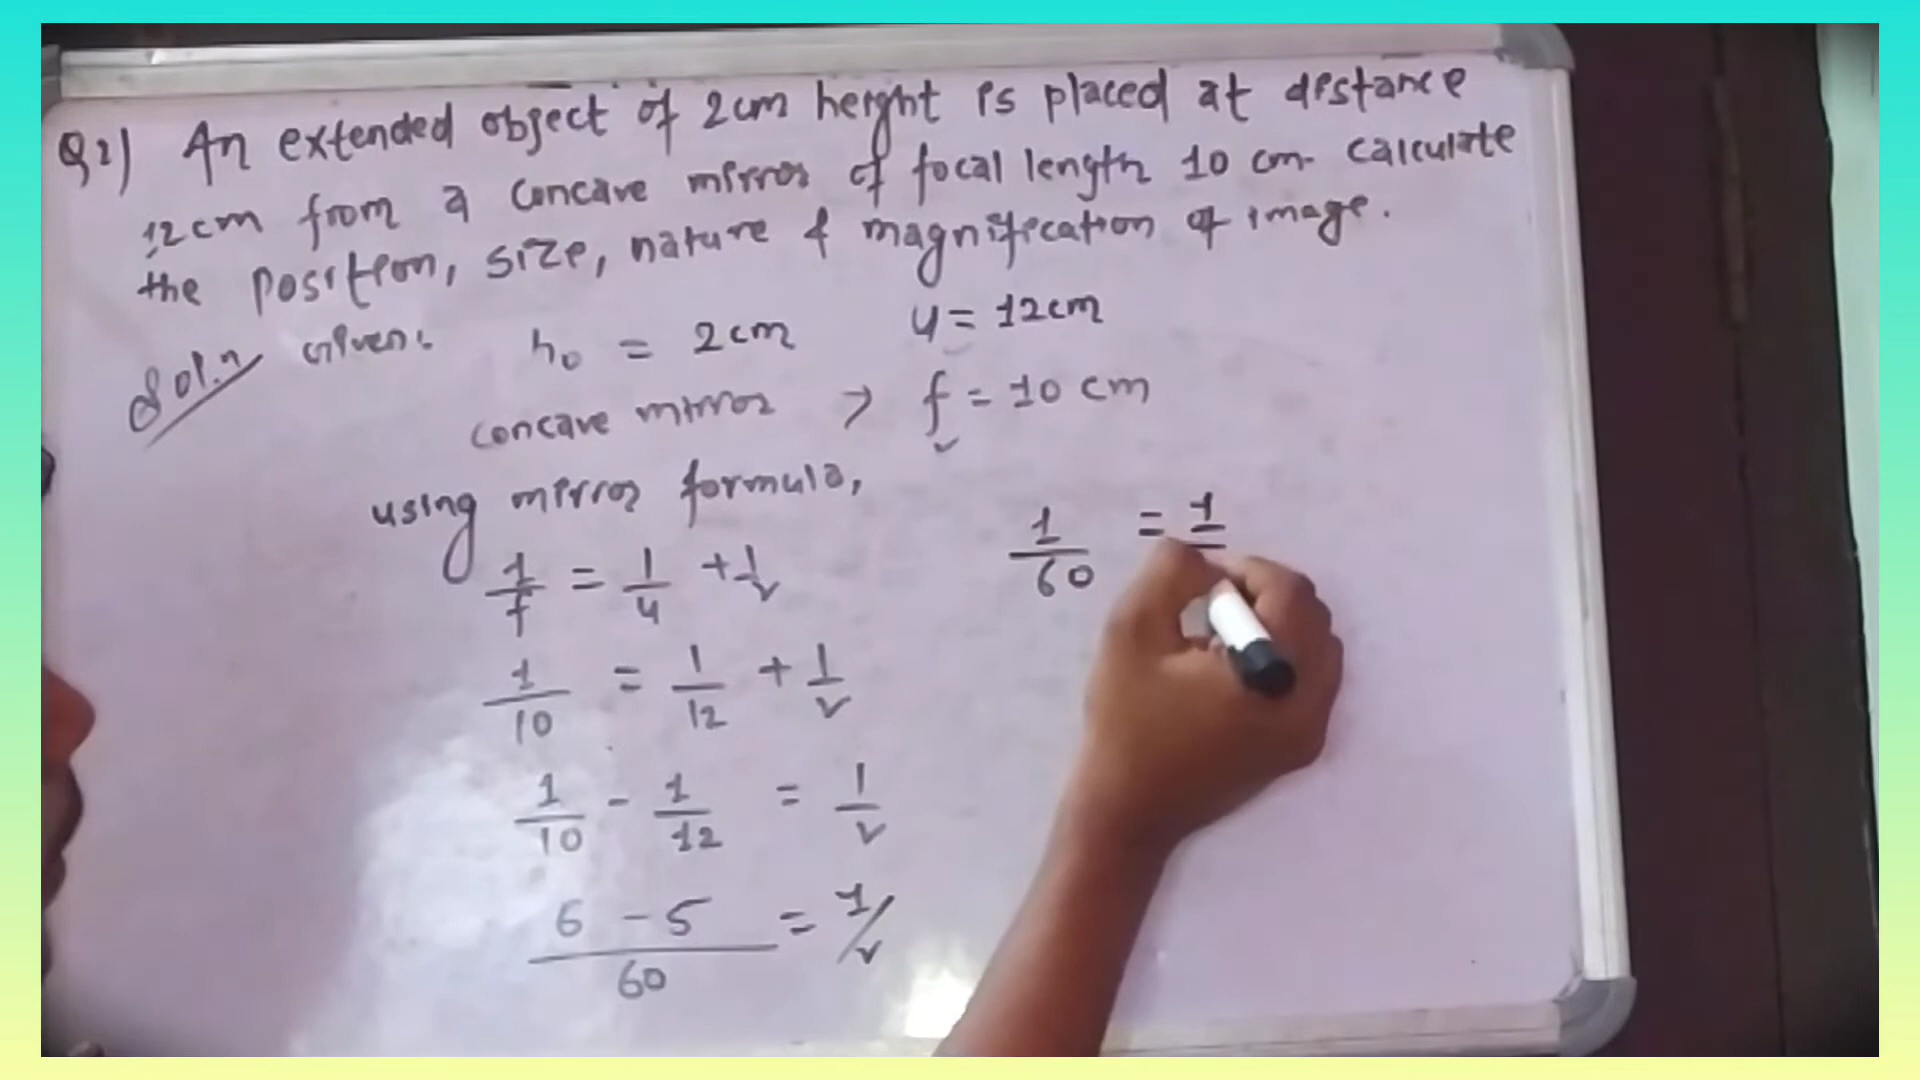 Q2) An extended object of 2cm height is placed at distance
12cm from a concave mirror of focal length 10 cm. calculate
the position, size, nature & magnification of image.
Sol.n given: h₀ = 2cm u = 12cm
concave mirror > f = 10 cm
using mirror formula,
1/f = 1/u + 1/v
1/10 = 1/12 + 1/v
1/10 - 1/12 = 1/v
6 - 5 / 60 = 1/v
1/60 = 1